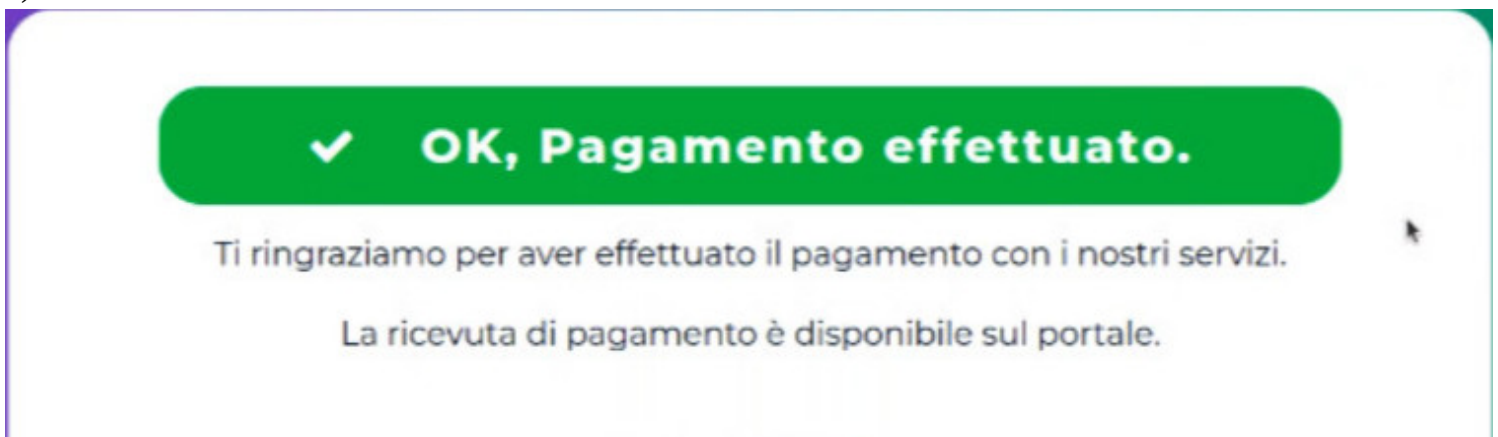 OK, Pagamento effettuato.
Ti ringraziamo per aver effettuato il pagamento con i nostri servizi.
La ricevuta di pagamento è disponibile sul portale.